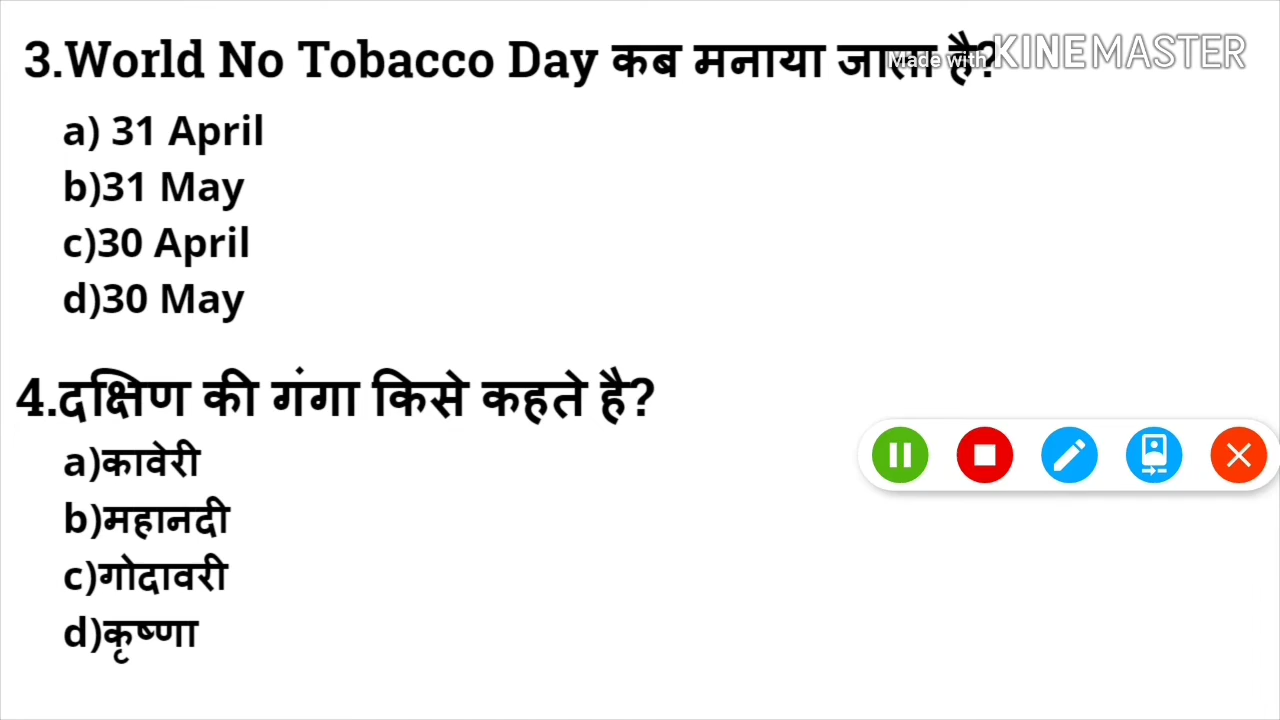 3.World No Tobacco Day कब मनाया जाता है?
Made with KINEMASTER
a) 31 April
b)31 May
c)30 April
d)30 May
4.दक्षिण की गंगा किसे कहते है?
a)कावेरी
b)महानदी
c)गोदावरी
d)कृष्णा